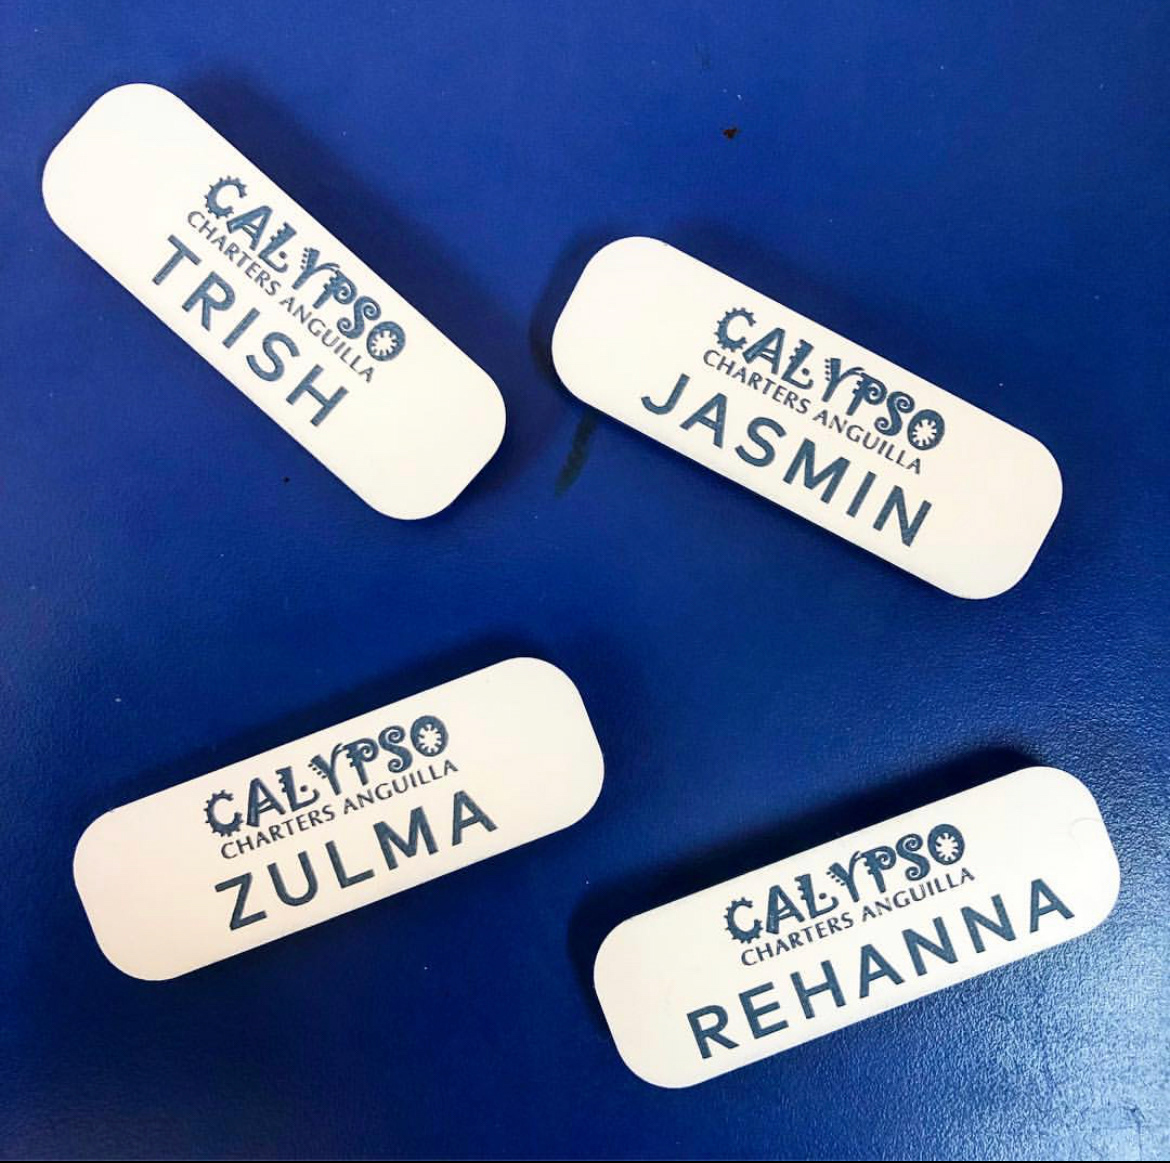 CALYPSO
CHARTERS ANGUILLA
TRISH
CALYPSO
CHARTERS ANGUILLA
JASMIN
CALYPSO
CHARTERS ANGUILLA
ZULMA
CALYPSO
CHARTERS ANGUILLA
REHANNA